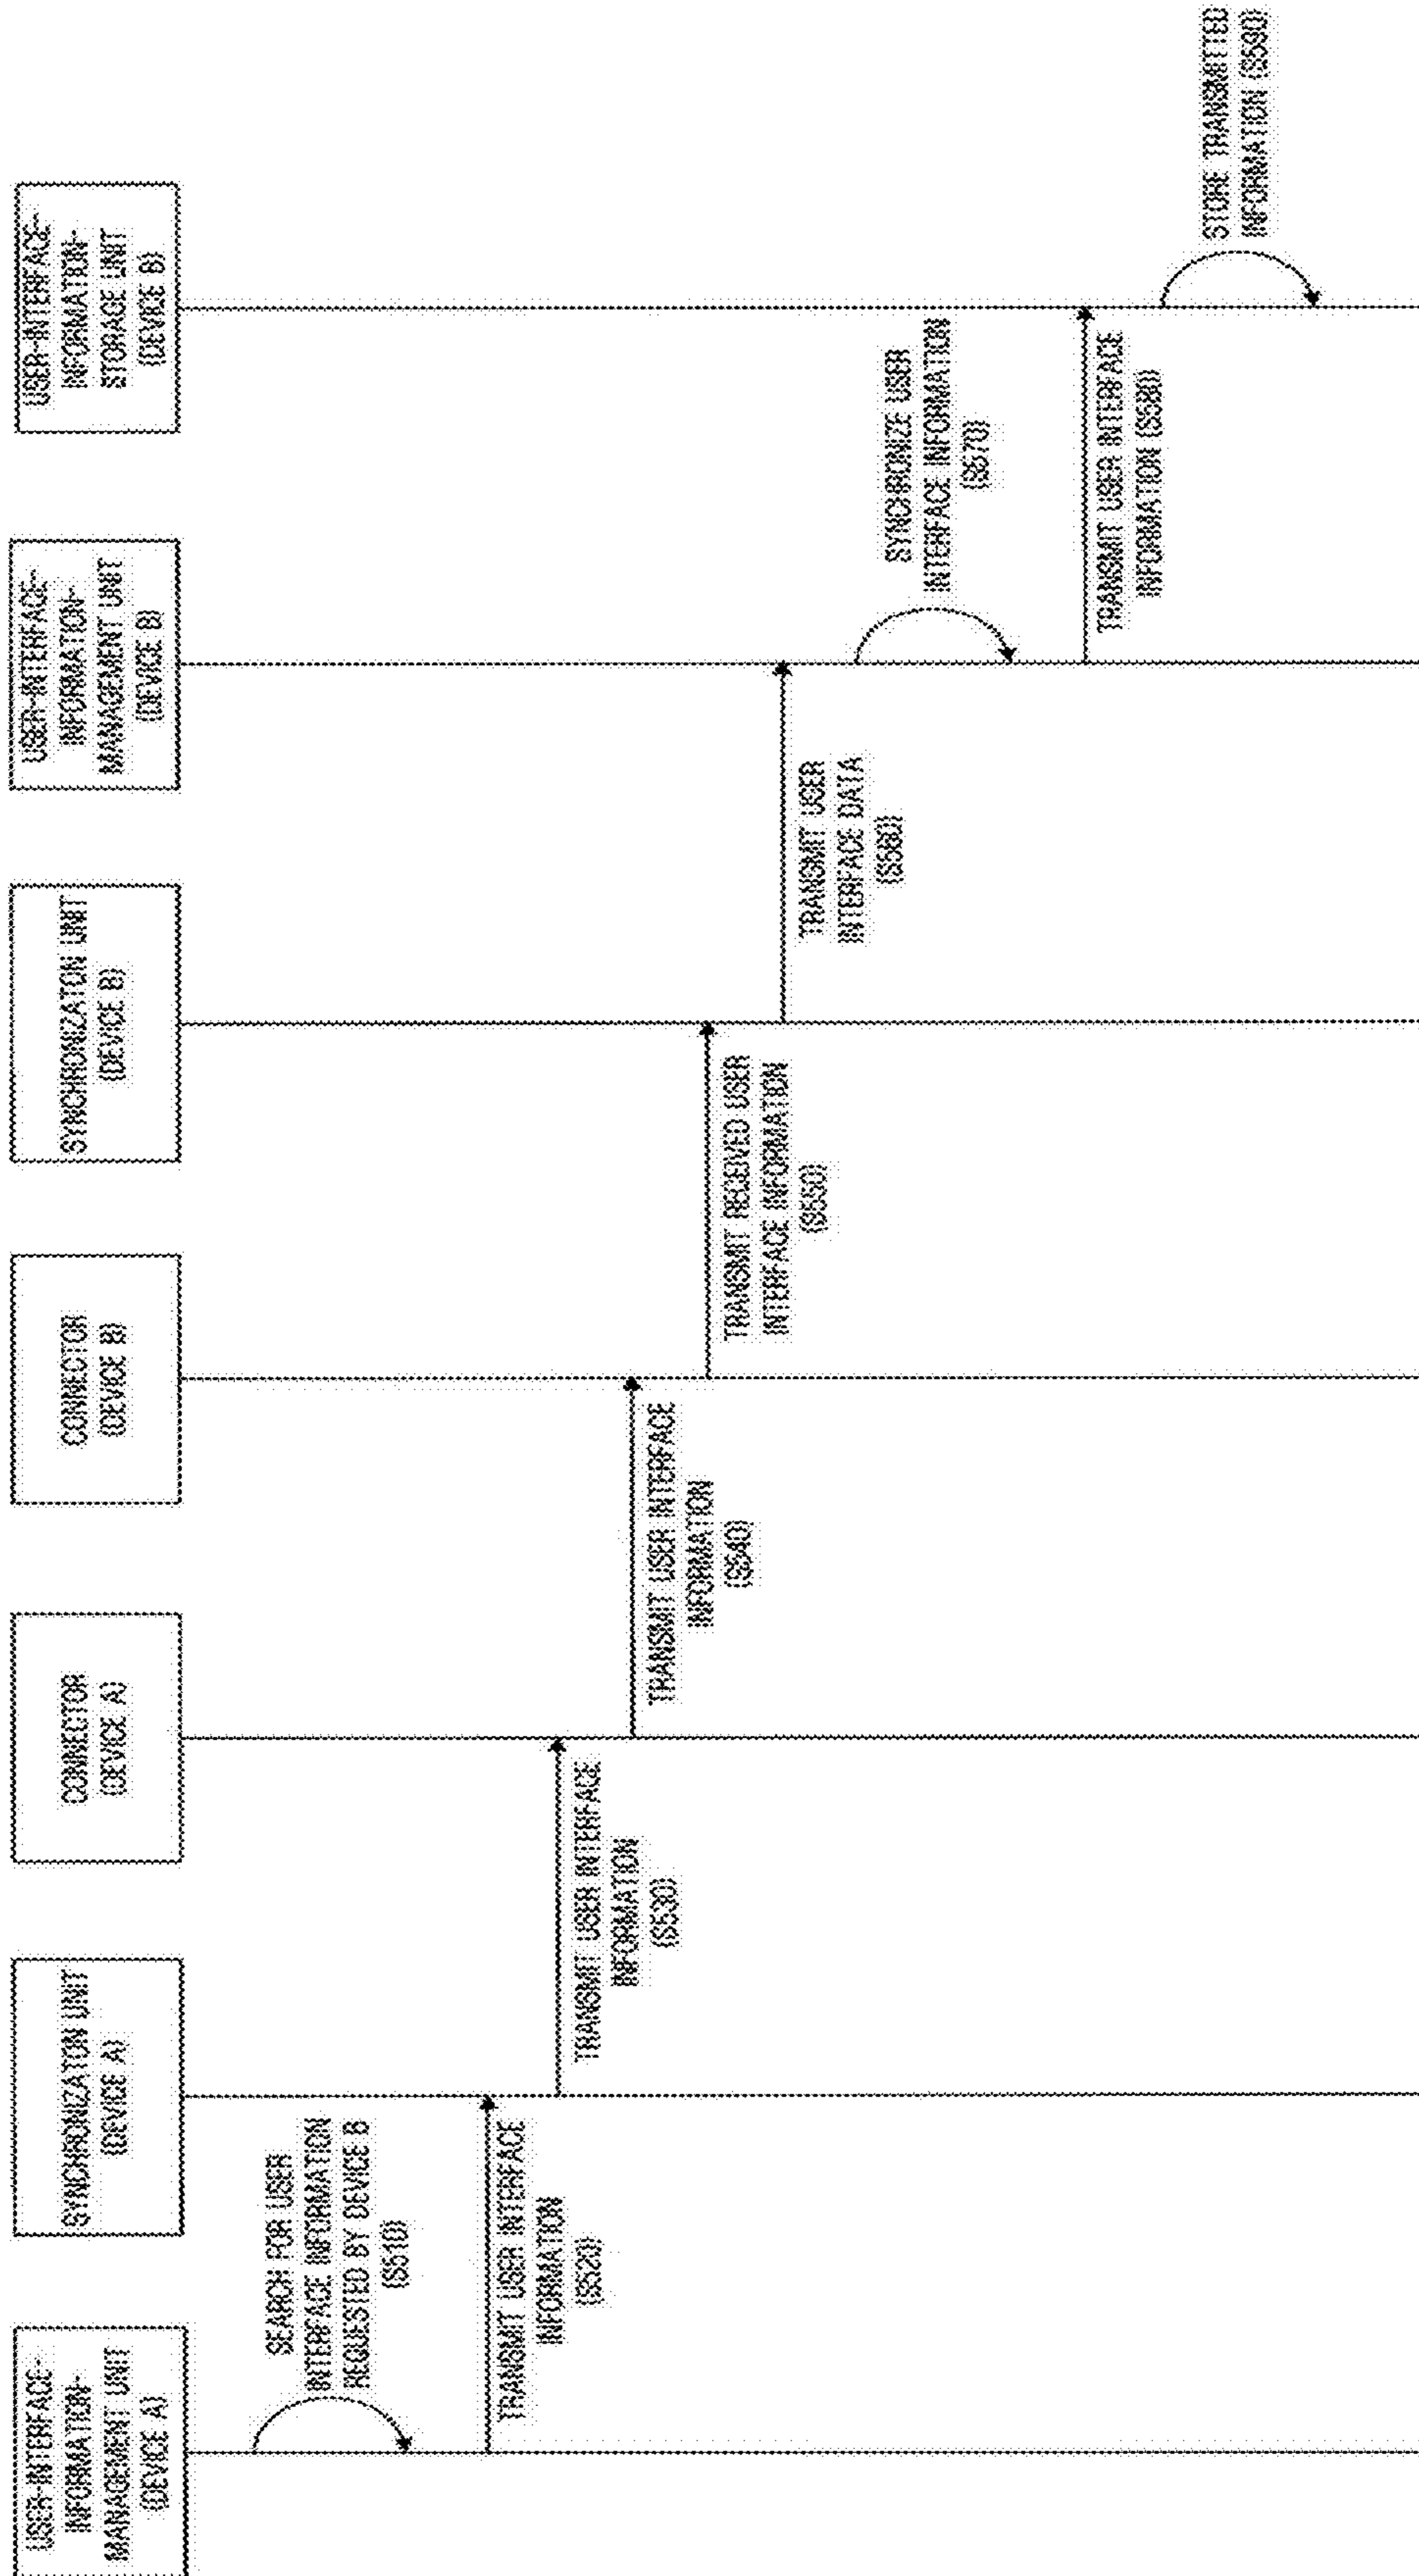 USER-INTERFACE-
INFORMATION-
MANAGEMENT UNIT
(DEVICE A)
SYNCHRONIZATON UNIT
(DEVICE A)
CONNECTOR
(DEVICE A)
CONNECTOR
(DEVICE B)
SYNCHRONIZATON UNIT
(DEVICE B)
USER-INTERFACE-
INFORMATION-
MANAGEMENT UNIT
(DEVICE B)
USER-INTERFACE-
INFORMATION-
STORAGE UNIT
(DEVICE B)
SEARCH FOR USER
INTERFACE INFORMATION
REQUESTED BY DEVICE B
(S510)
TRANSMIT USER INTERFACE
INFORMATION
(S520)
TRANSMIT USER INTERFACE
INFORMATION
(S530)
TRANSMIT USER INTERFACE
INFORMATION
(S540)
TRANSMIT RECEIVED USER
INTERFACE INFORMATION
(S550)
TRANSMIT USER
INTERFACE DATA
(S560)
SYNCHRONIZE USER
INTERFACE INFORMATION
(S570)
TRANSMIT USER INTERFACE
INFORMATION (S580)
STORE TRANSMITTED
INFORMATION (S590)